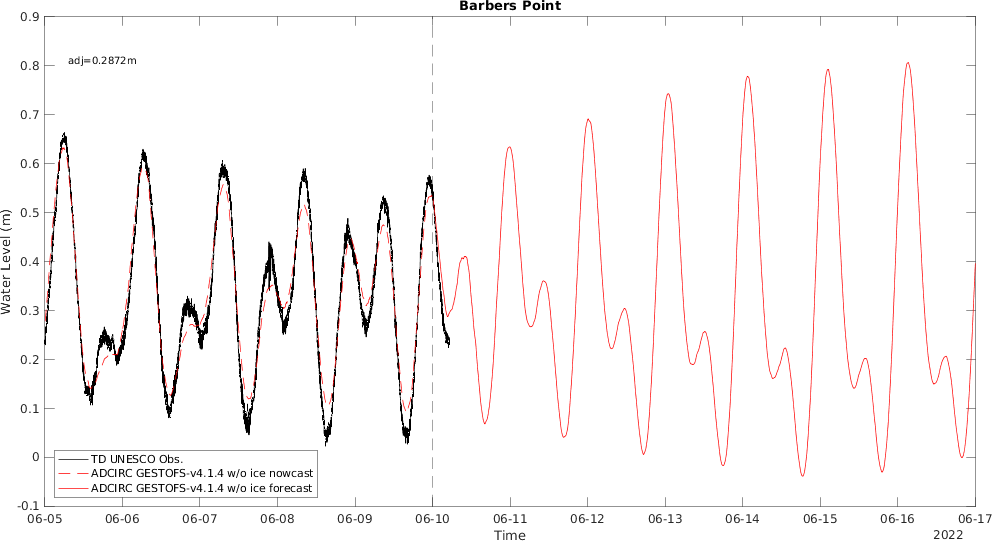 Barbers Point
0.9
0.8
0.7
0.6
0.5
0.4
0.3
0.2
0.1
0
-0.1
Water Level (m)
adj=0.2872m
TD UNESCO Obs.
ADCIRC GESTOFS-v4.1.4 w/o ice nowcast
ADCIRC GESTOFS-v4.1.4 w/o ice forecast
06-05 06-06 06-07 06-08 06-09 06-10 06-11 06-12 06-13 06-14 06-15 06-16 06-17
Time
2022